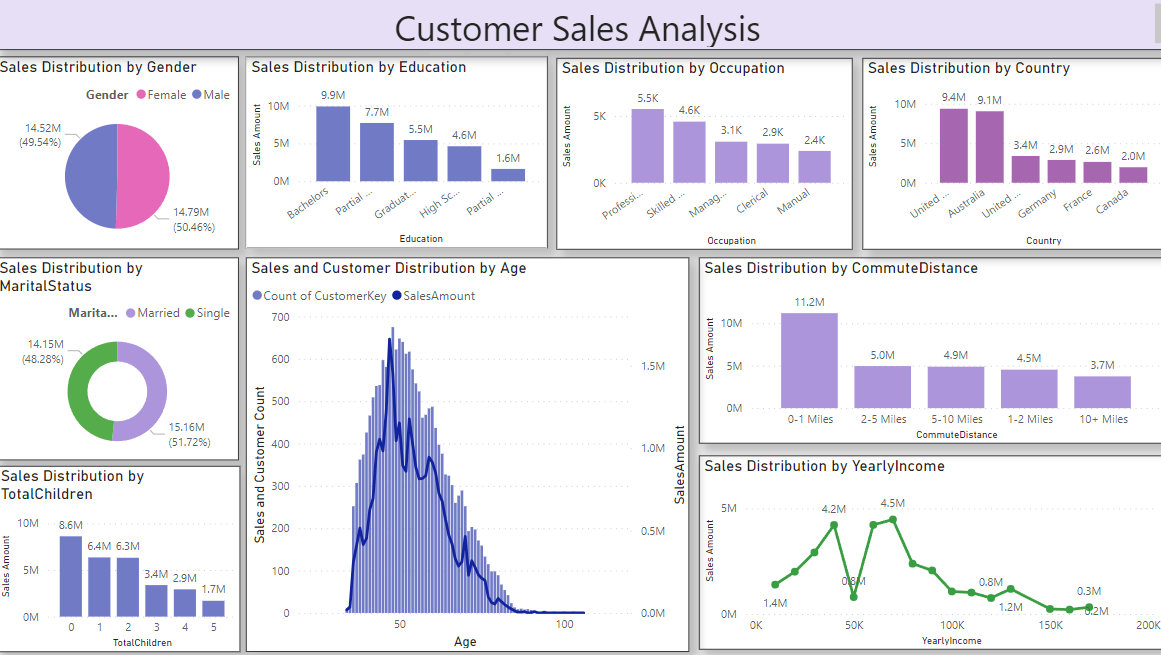 Customer Sales Analysis
Sales Distribution by Gender
Gender Female Male
14.52M
(49.54%)
14.79M
(50.46%)
Sales Distribution by Education
Sales Amount
10M
5M
0M
9.9M
7.7M
5.5M
4.6M
1.6M
Bachelors
Partial ...
Graduat...
High Sc...
Partial ...
Education
Sales Distribution by Occupation
Sales Amount
5K
0K
5.5K
4.6K
3.1K
2.9K
2.4K
Professi...
Skilled ...
Manag...
Clerical
Manual
Occupation
Sales Distribution by Country
Sales Amount
10M
5M
0M
9.4M
9.1M
3.4M
2.9M
2.6M
2.0M
United ...
Australia
United ...
Germany
France
Canada
Country
Sales Distribution by
MaritalStatus
Marita... Married Single
14.15M
(48.28%)
15.16M
(51.72%)
Sales Distribution by
TotalChildren
Sales Amount
10M
5M
0M
8.6M
6.4M
6.3M
3.4M
2.9M
1.7M
0 1 2 3 4 5
TotalChildren
Sales and Customer Distribution by Age
Count of CustomerKey SalesAmount
Sales and Customer Count
700
600
500
400
300
200
100
0
1.5M
1.0M
0.5M
0.0M
SalesAmount
50 100
Age
Sales Distribution by CommuteDistance
Sales Amount
10M
5M
0M
11.2M
5.0M
4.9M
4.5M
3.7M
0-1 Miles 2-5 Miles 5-10 Miles 1-2 Miles 10+ Miles
CommuteDistance
Sales Distribution by YearlyIncome
Sales Amount
5M
0M
1.4M
4.2M
0.8M
4.5M
0.8M
1.2M
0.3M
0.2M
0K 50K 100K 150K 200K
YearlyIncome